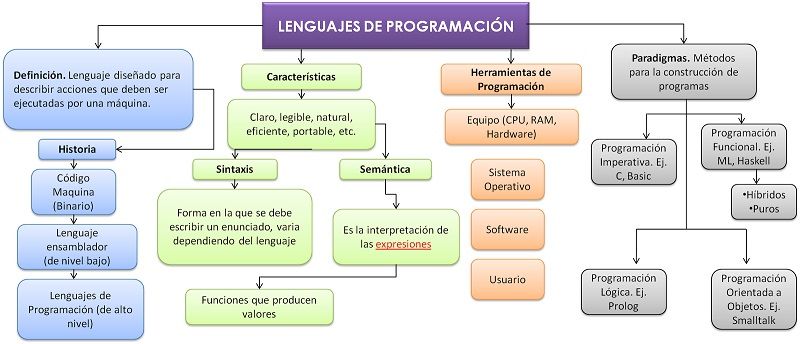 LENGUAJES DE PROGRAMACIÓN
Definición. Lenguaje diseñado para
describir acciones que deben ser
ejecutadas por una máquina.
Historia
Código
Maquina
(Binario)
Lenguaje
ensamblador
(de nivel bajo)
Lenguajes de
Programación (de alto
nivel)
Características
Claro, legible, natural,
eficiente, portable, etc.
Sintaxis
Forma en la que se debe
escribir un enunciado, varia
dependiendo del lenguaje
Semántica
Es la interpretación de
las expresiones
Funciones que producen
valores
Herramientas de
Programación
Equipo (CPU, RAM,
Hardware)
Sistema
Operativo
Software
Usuario
Paradigmas. Métodos
para la construcción de
programas
Programación
Imperativa. Ej.
C, Basic
Programación
Funcional. Ej.
ML, Haskell
•Híbridos
•Puros
Programación
Lógica. Ej.
Prolog
Programación
Orientada a
Objetos. Ej.
Smalltalk